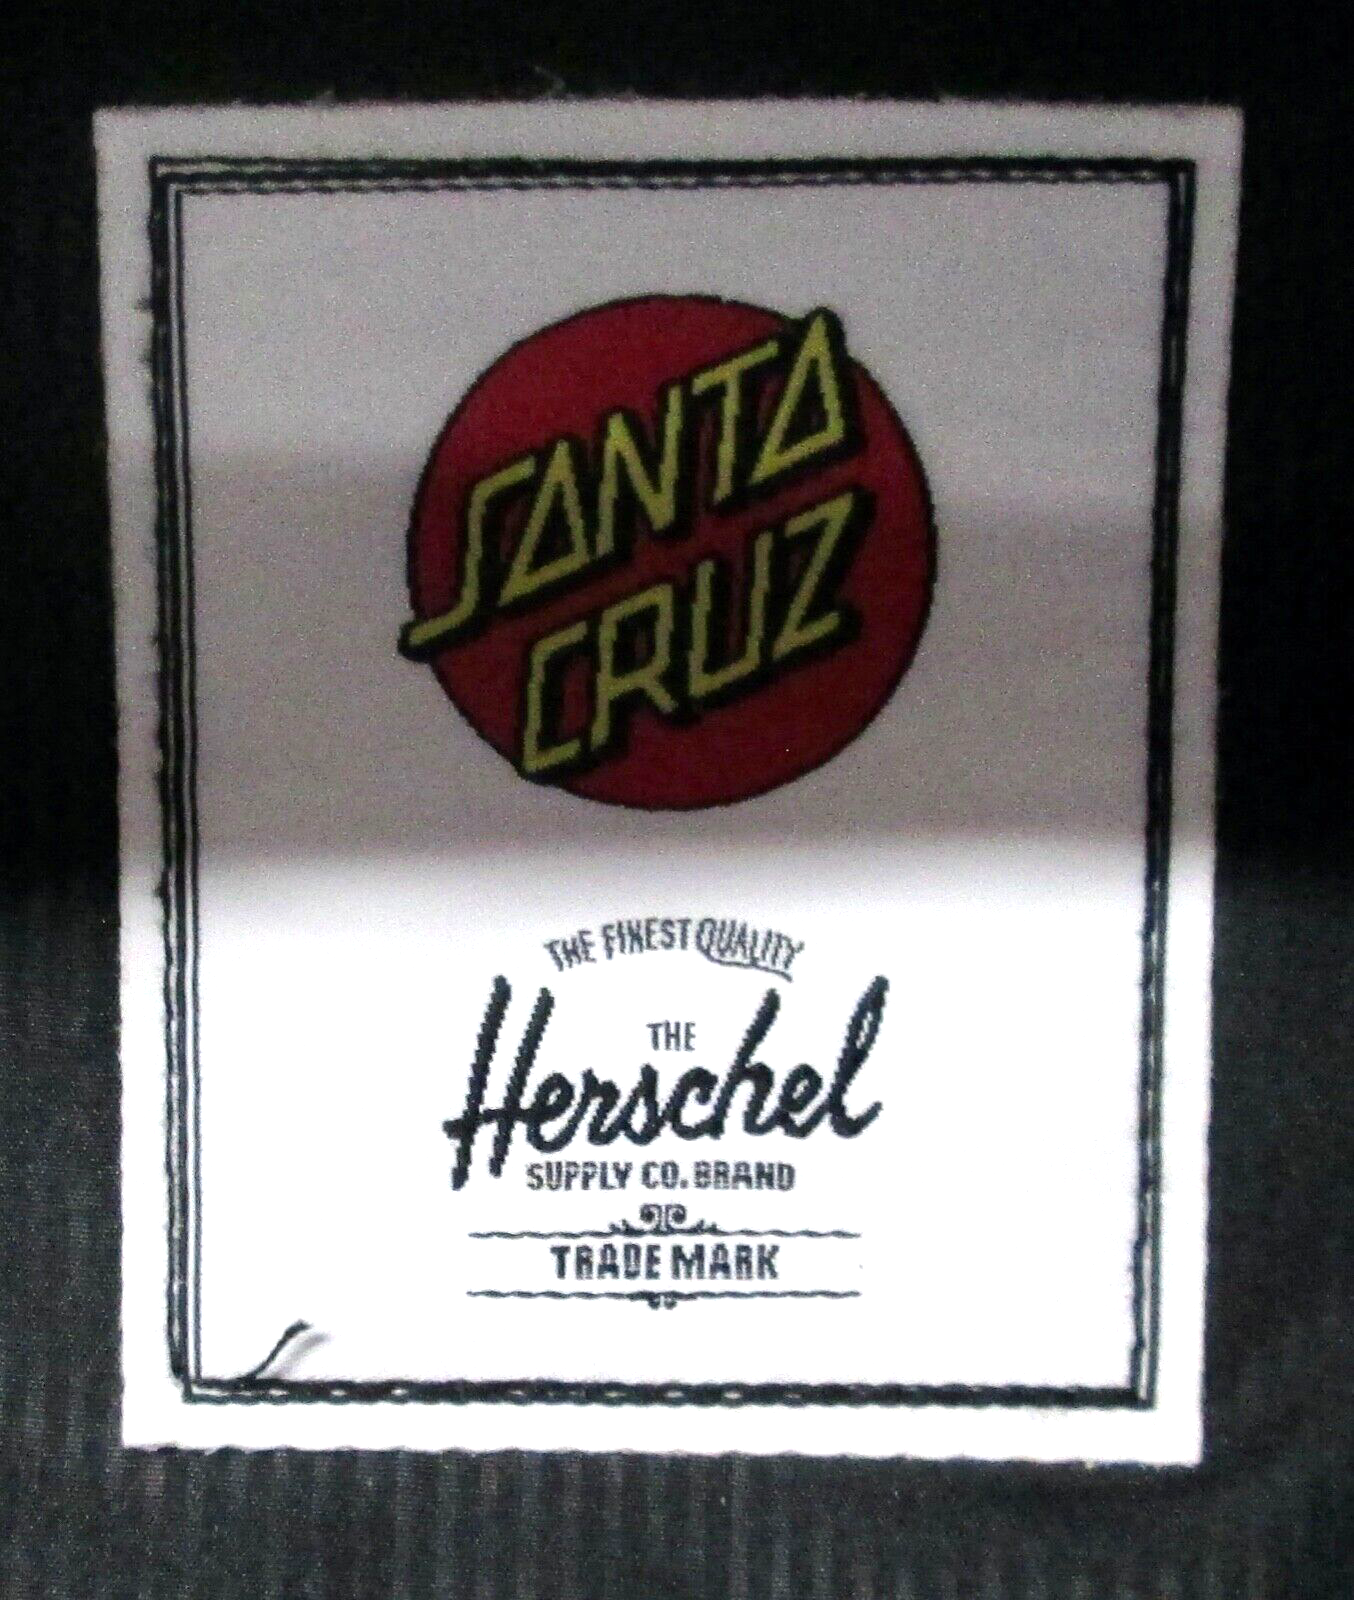 SANTA
CRUZ
THE FINEST QUALITY
THE
Herschel
SUPPLY CO. BRAND
TRADE MARK